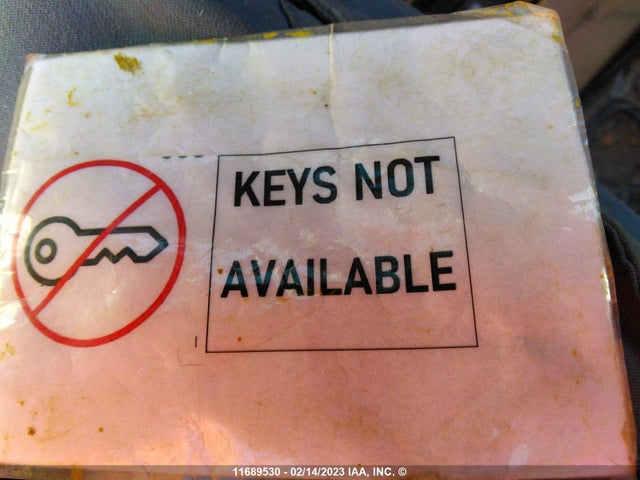 KEYS NOT
AVAILABLE
11689530 - 02/14/2023 IAA, INC. ©